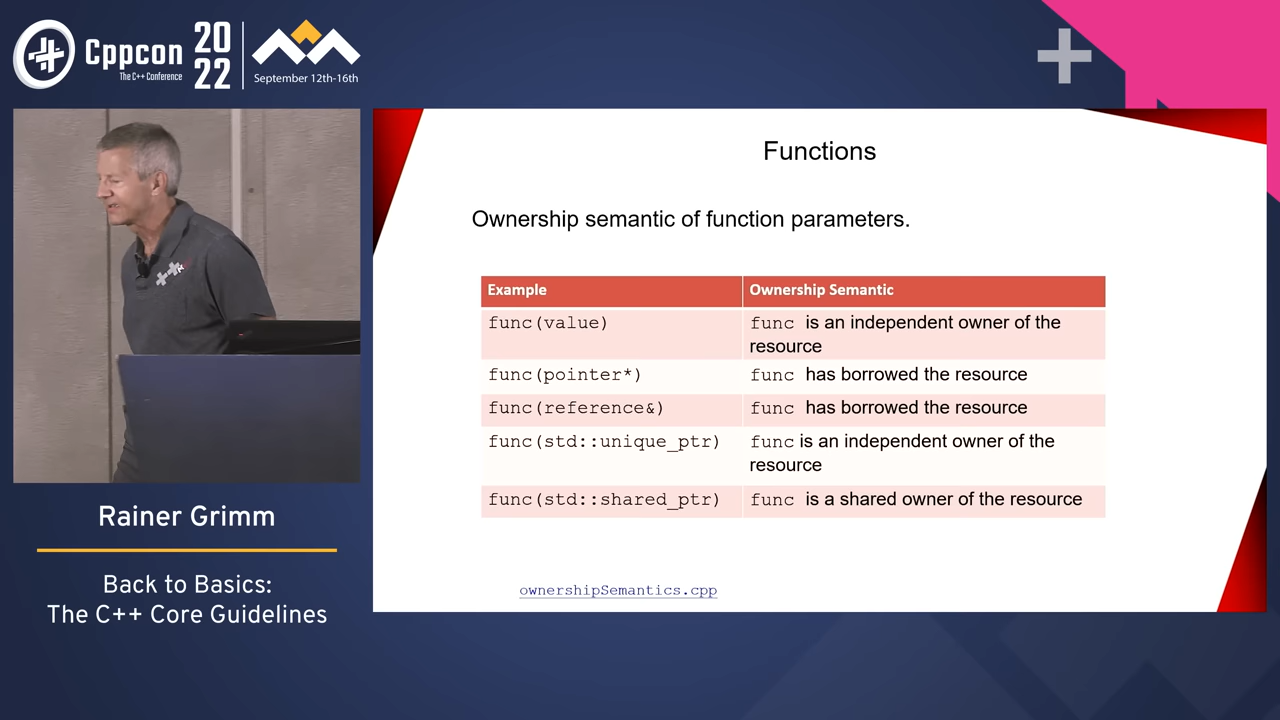 Cppcon
The C++ Conference
20
22
September 12th-16th
Rainer Grimm
Back to Basics:
The C++ Core Guidelines
Functions
Ownership semantic of function parameters.
Example
Ownership Semantic
func(value)
func is an independent owner of the
resource
func(pointer*)
func has borrowed the resource
func(reference&)
func has borrowed the resource
func(std::unique_ptr)
func is an independent owner of the
resource
func(std::shared_ptr)
func is a shared owner of the resource
ownershipSemantics.cpp